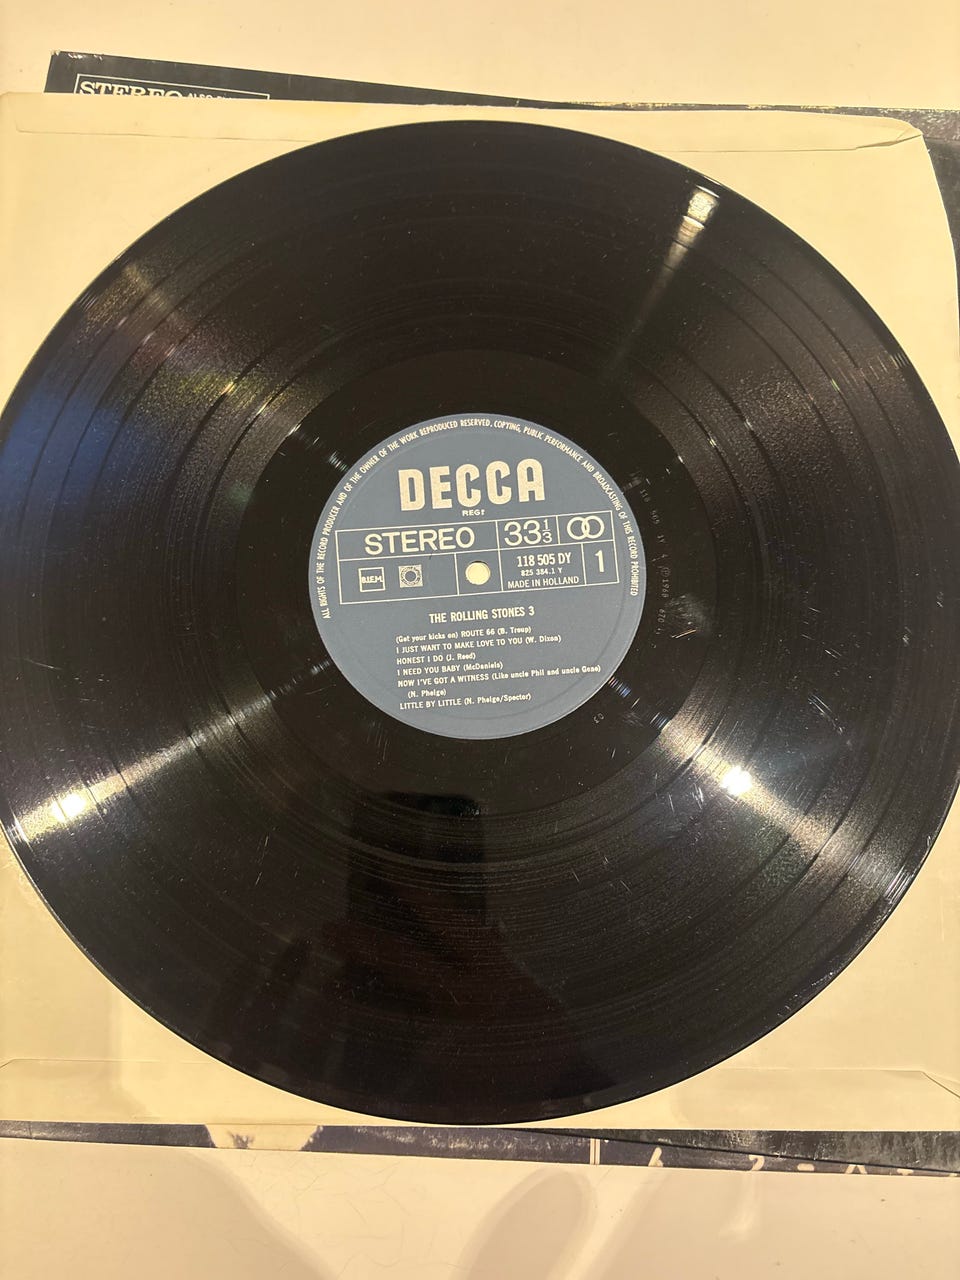 STEREO
ALL RIGHTS OF THE RECORD PRODUCER AND OF THE OWNER OF THE WORK REPRODUCED RESERVED. COPYING, PUBLIC PERFORMANCE AND BROADCASTING OF THIS RECORD PROHIBITED
DECCA
REGᵈ
STEREO
33⅓
B.I.E.M.
118 505 DY
825 384.1 Y
MADE IN HOLLAND
1
THE ROLLING STONES 3
(Get your kicks on) ROUTE 66 (B. Troup)
I JUST WANT TO MAKE LOVE TO YOU (W. Dixon)
HONEST I DO (J. Reed)
I NEED YOU BABY (McDaniels)
NOW I'VE GOT A WITNESS (Like uncle Phil and uncle Gene)
(N. Phelge)
LITTLE BY LITTLE (N. Phelge/Spector)